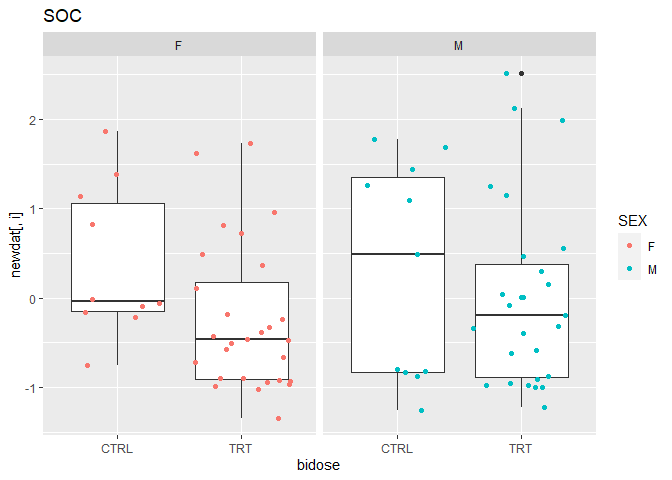 SOC
F M
newdat[, i]
2
1
0
-1
CTRL TRT CTRL TRT
bidose
SEX
F
M